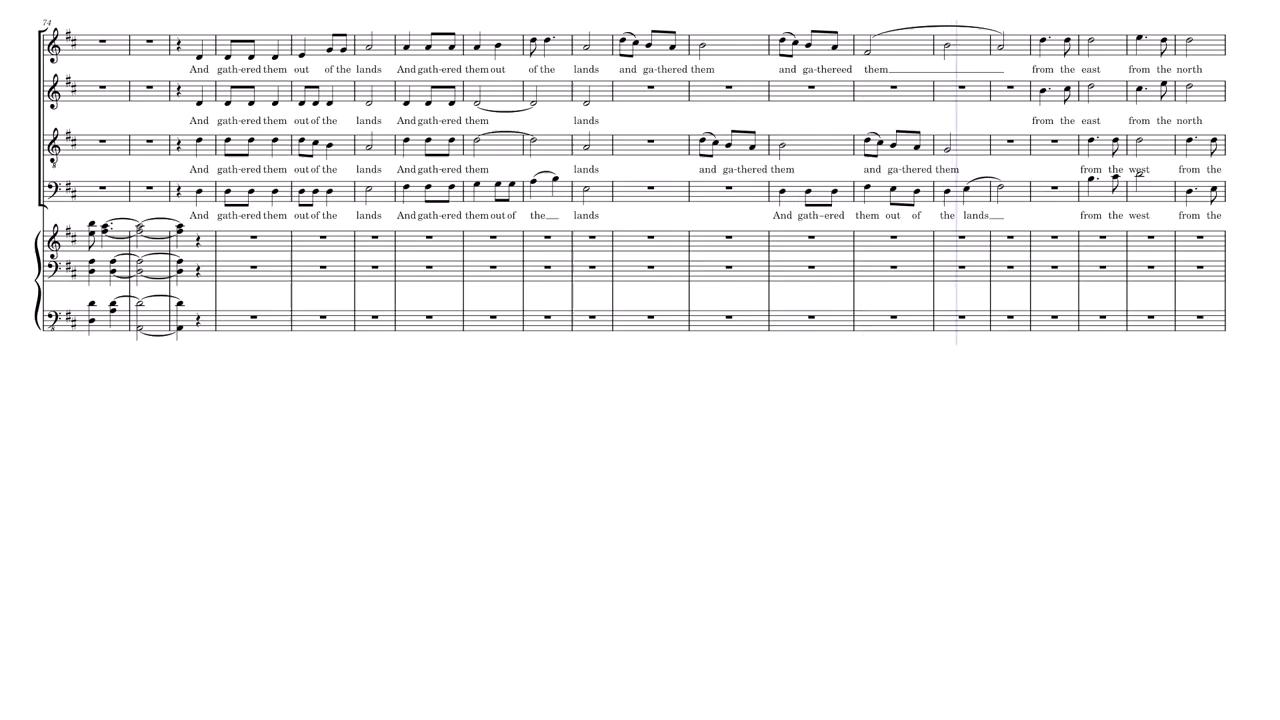 74
And gath-ered them out of the lands And gath-ered them out of the lands and ga-thered them and ga-thereed them from the east from the north
And gath-ered them out of the lands And gath-ered them lands from the east from the north
And gath-ered them out of the lands And gath-ered them lands and ga-thered them and ga-thered them from the west from the
And gath-ered them out of the lands And gath-ered them out of the lands And gath-ered them out of the lands from the west from the